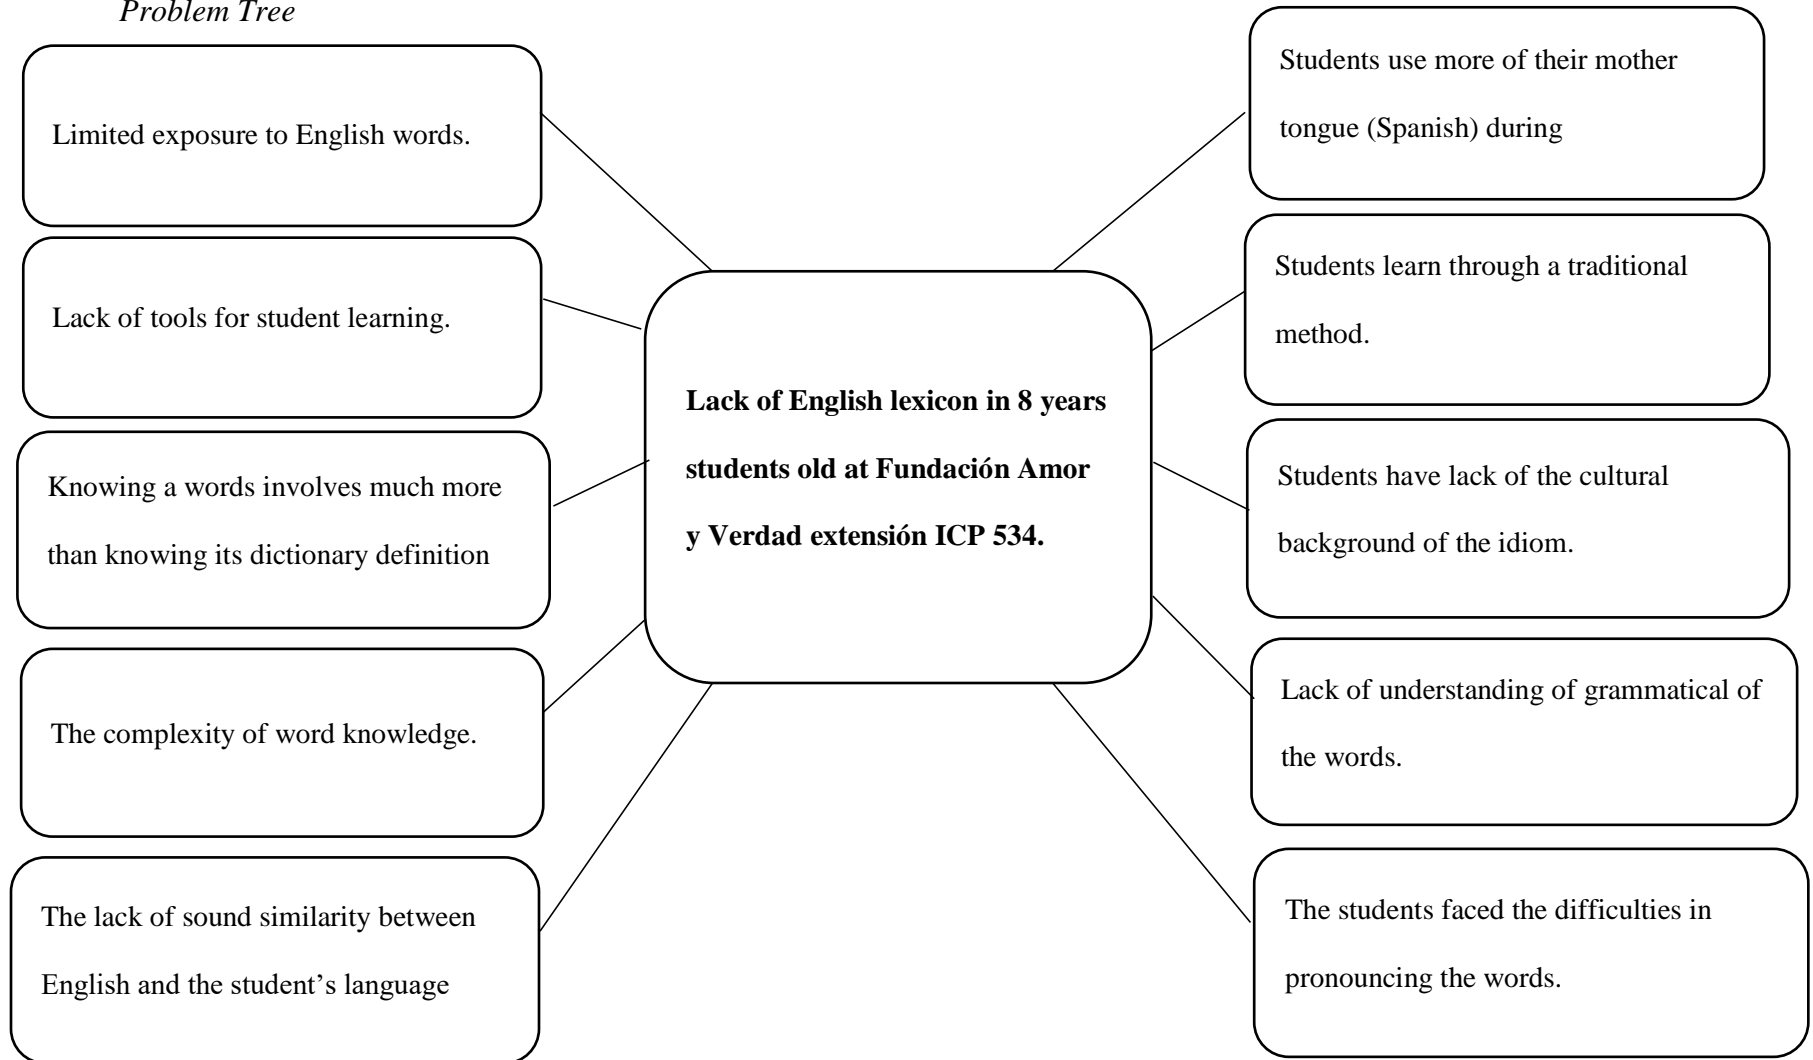 Problem Tree
Limited exposure to English words.
Lack of tools for student learning.
Knowing a words involves much more
than knowing its dictionary definition
The complexity of word knowledge.
The lack of sound similarity between
English and the student’s language
Lack of English lexicon in 8 years
students old at Fundación Amor
y Verdad extensión ICP 534.
Students use more of their mother
tongue (Spanish) during
Students learn through a traditional
method.
Students have lack of the cultural
background of the idiom.
Lack of understanding of grammatical of
the words.
The students faced the difficulties in
pronouncing the words.